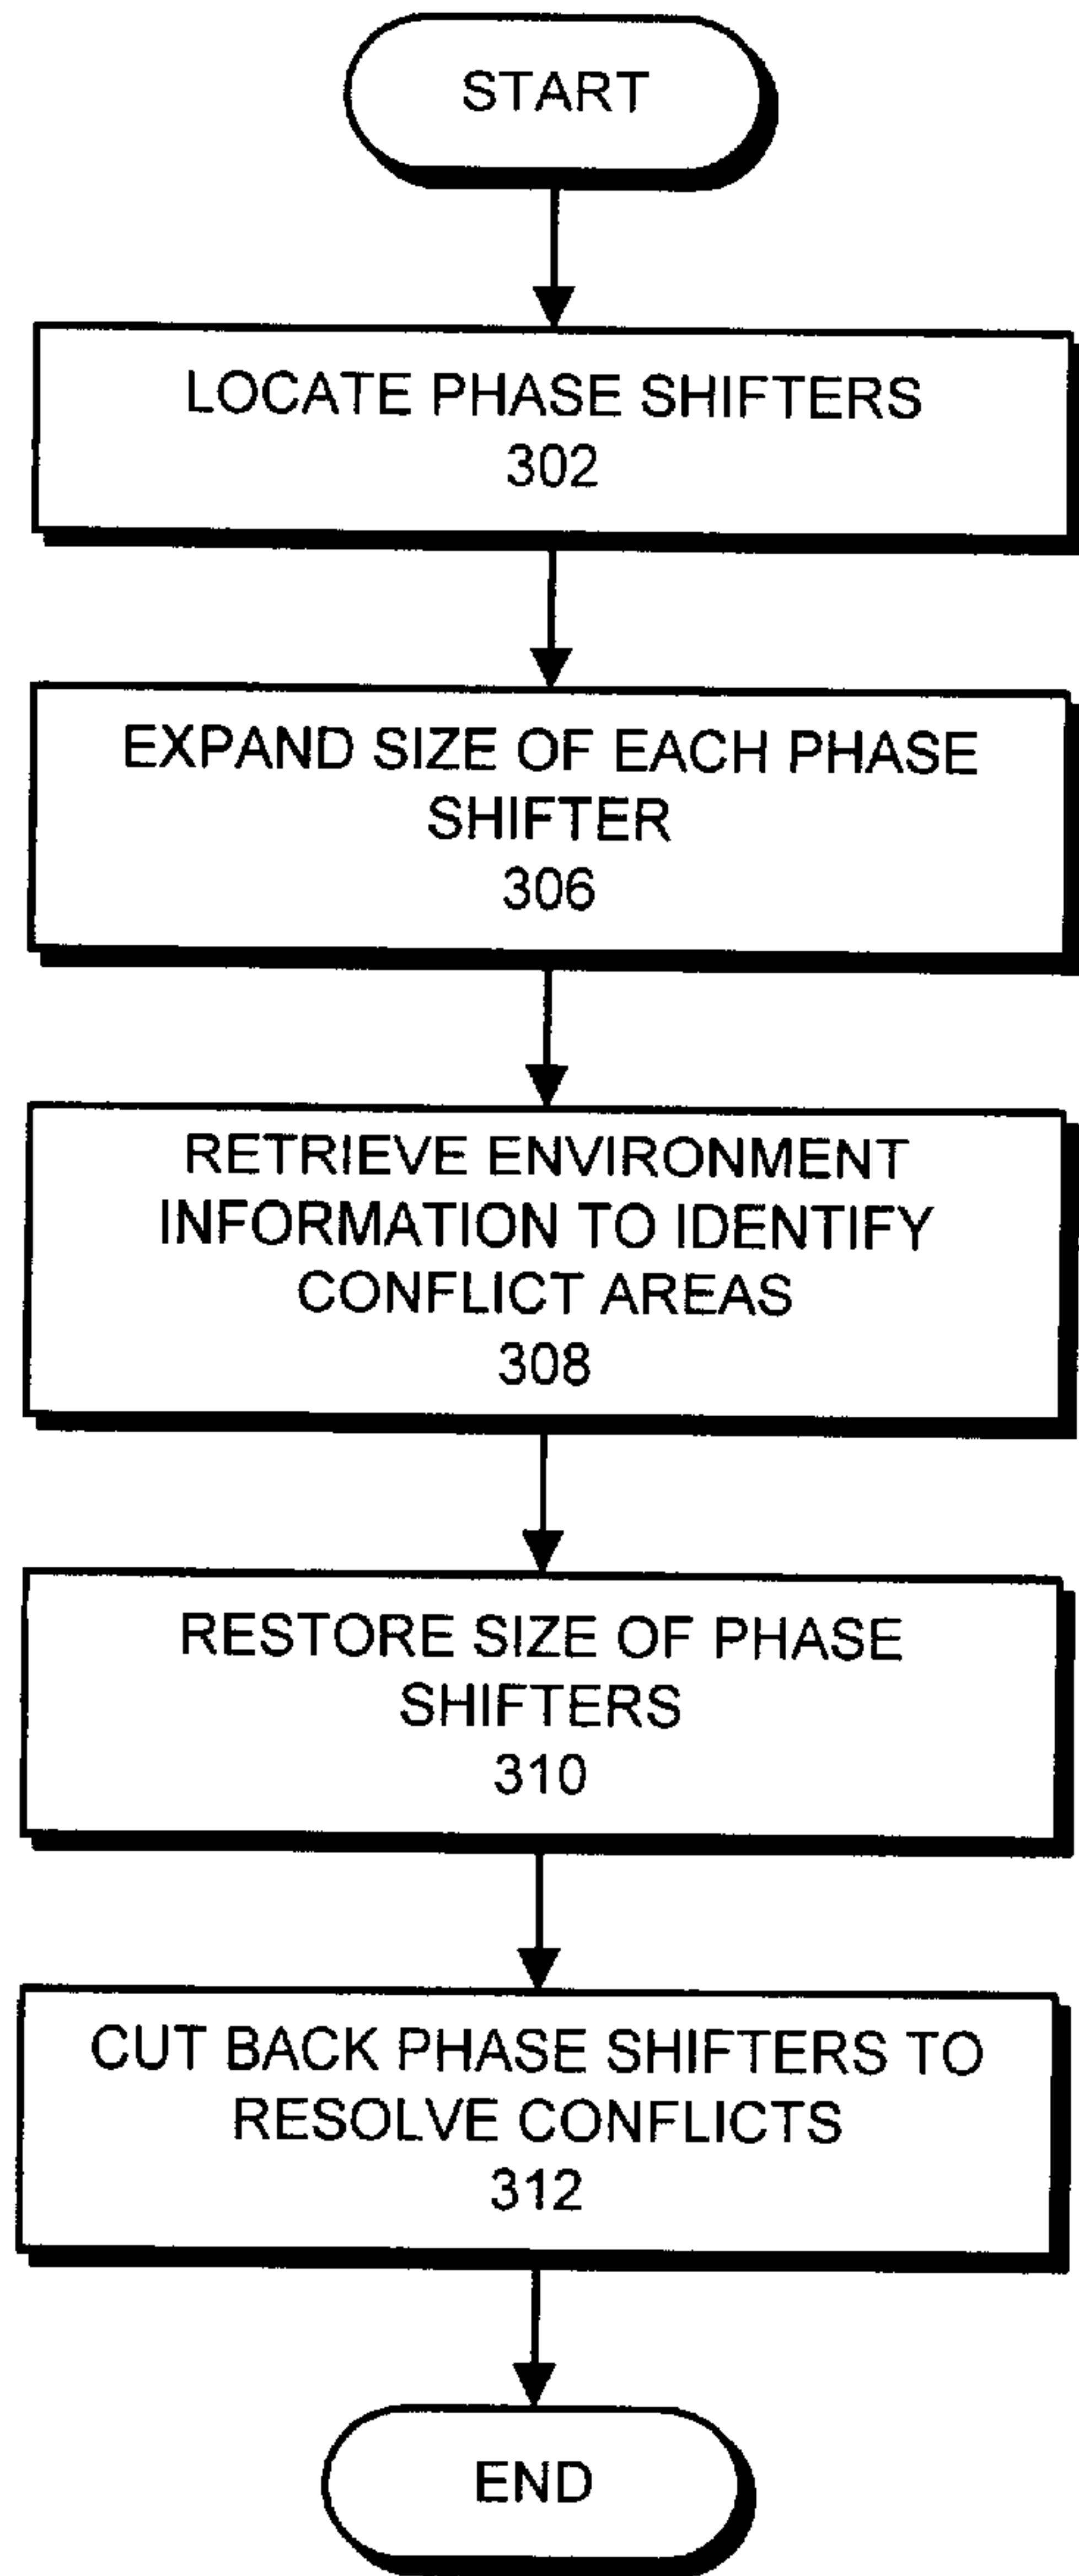 START
LOCATE PHASE SHIFTERS
302
EXPAND SIZE OF EACH PHASE
SHIFTER
306
RETRIEVE ENVIRONMENT
INFORMATION TO IDENTIFY
CONFLICT AREAS
308
RESTORE SIZE OF PHASE
SHIFTERS
310
CUT BACK PHASE SHIFTERS TO
RESOLVE CONFLICTS
312
END